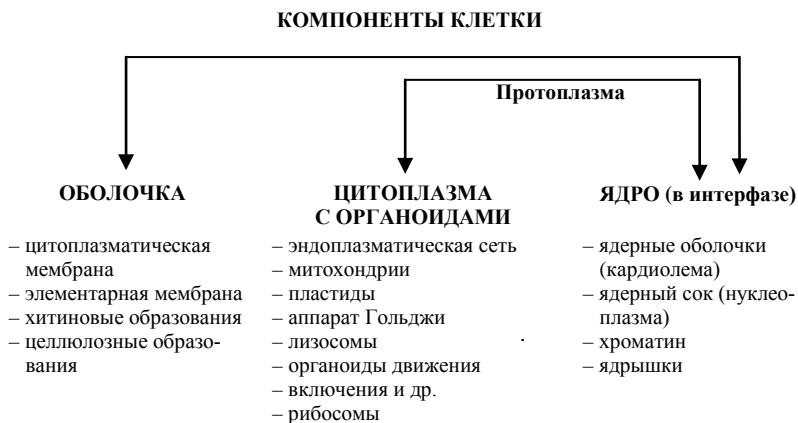 КОМПОНЕНТЫ КЛЕТКИ
Протоплазма
ОБОЛОЧКА
– цитоплазматическая
мембрана
– элементарная мембрана
– хитиновые образования
– целлюлозные образо-
вания
ЦИТОПЛАЗМА
С ОРГАНОИДАМИ
– эндоплазматическая сеть
– митохондрии
– пластиды
– аппарат Гольджи
– лизосомы
– органоиды движения
– включения и др.
– рибосомы
ЯДРО (в интерфазе)
– ядерные оболочки
(кардиолема)
– ядерный сок (нуклео-
плазма)
– хроматин
– ядрышки